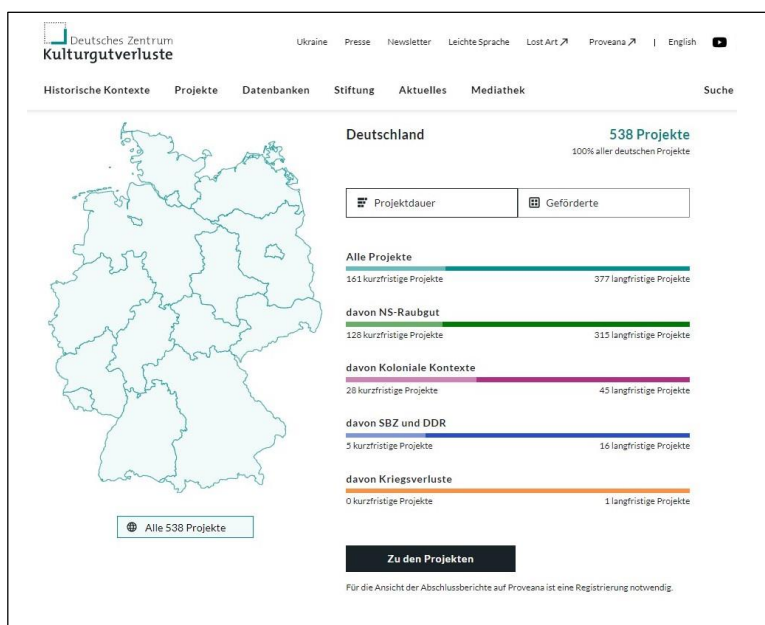 Deutsches Zentrum
Kulturgutverluste
Ukraine Presse Newsletter Leichte Sprache Lost Art Proveana | English
Historische Kontexte Projekte Datenbanken Stiftung Aktuelles Mediathek Suche
Deutschland 538 Projekte
100% aller deutschen Projekte
Projektdauer Geförderte
Alle Projekte
161 kurzfristige Projekte 377 langfristige Projekte
davon NS-Raubgut
128 kurzfristige Projekte 315 langfristige Projekte
davon Koloniale Kontexte
28 kurzfristige Projekte 45 langfristige Projekte
davon SBZ und DDR
5 kurzfristige Projekte 16 langfristige Projekte
davon Kriegsverluste
0 kurzfristige Projekte 1 langfristige Projekte
Alle 538 Projekte
Zu den Projekten
Für die Ansicht der Abschlussberichte auf Proveana ist eine Registrierung notwendig.